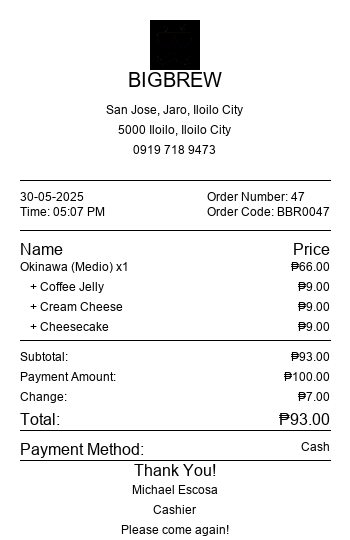 BIGBREW
San Jose, Jaro, Iloilo City
5000 Iloilo, Iloilo City
0919 718 9473
30-05-2025 Order Number: 47
Time: 05:07 PM Order Code: BBR0047
Name Price
Okinawa (Medio) x1 ₱66.00
+ Coffee Jelly ₱9.00
+ Cream Cheese ₱9.00
+ Cheesecake ₱9.00
Subtotal: ₱93.00
Payment Amount: ₱100.00
Change: ₱7.00
Total: ₱93.00
Payment Method: Cash
Thank You!
Michael Escosa
Cashier
Please come again!